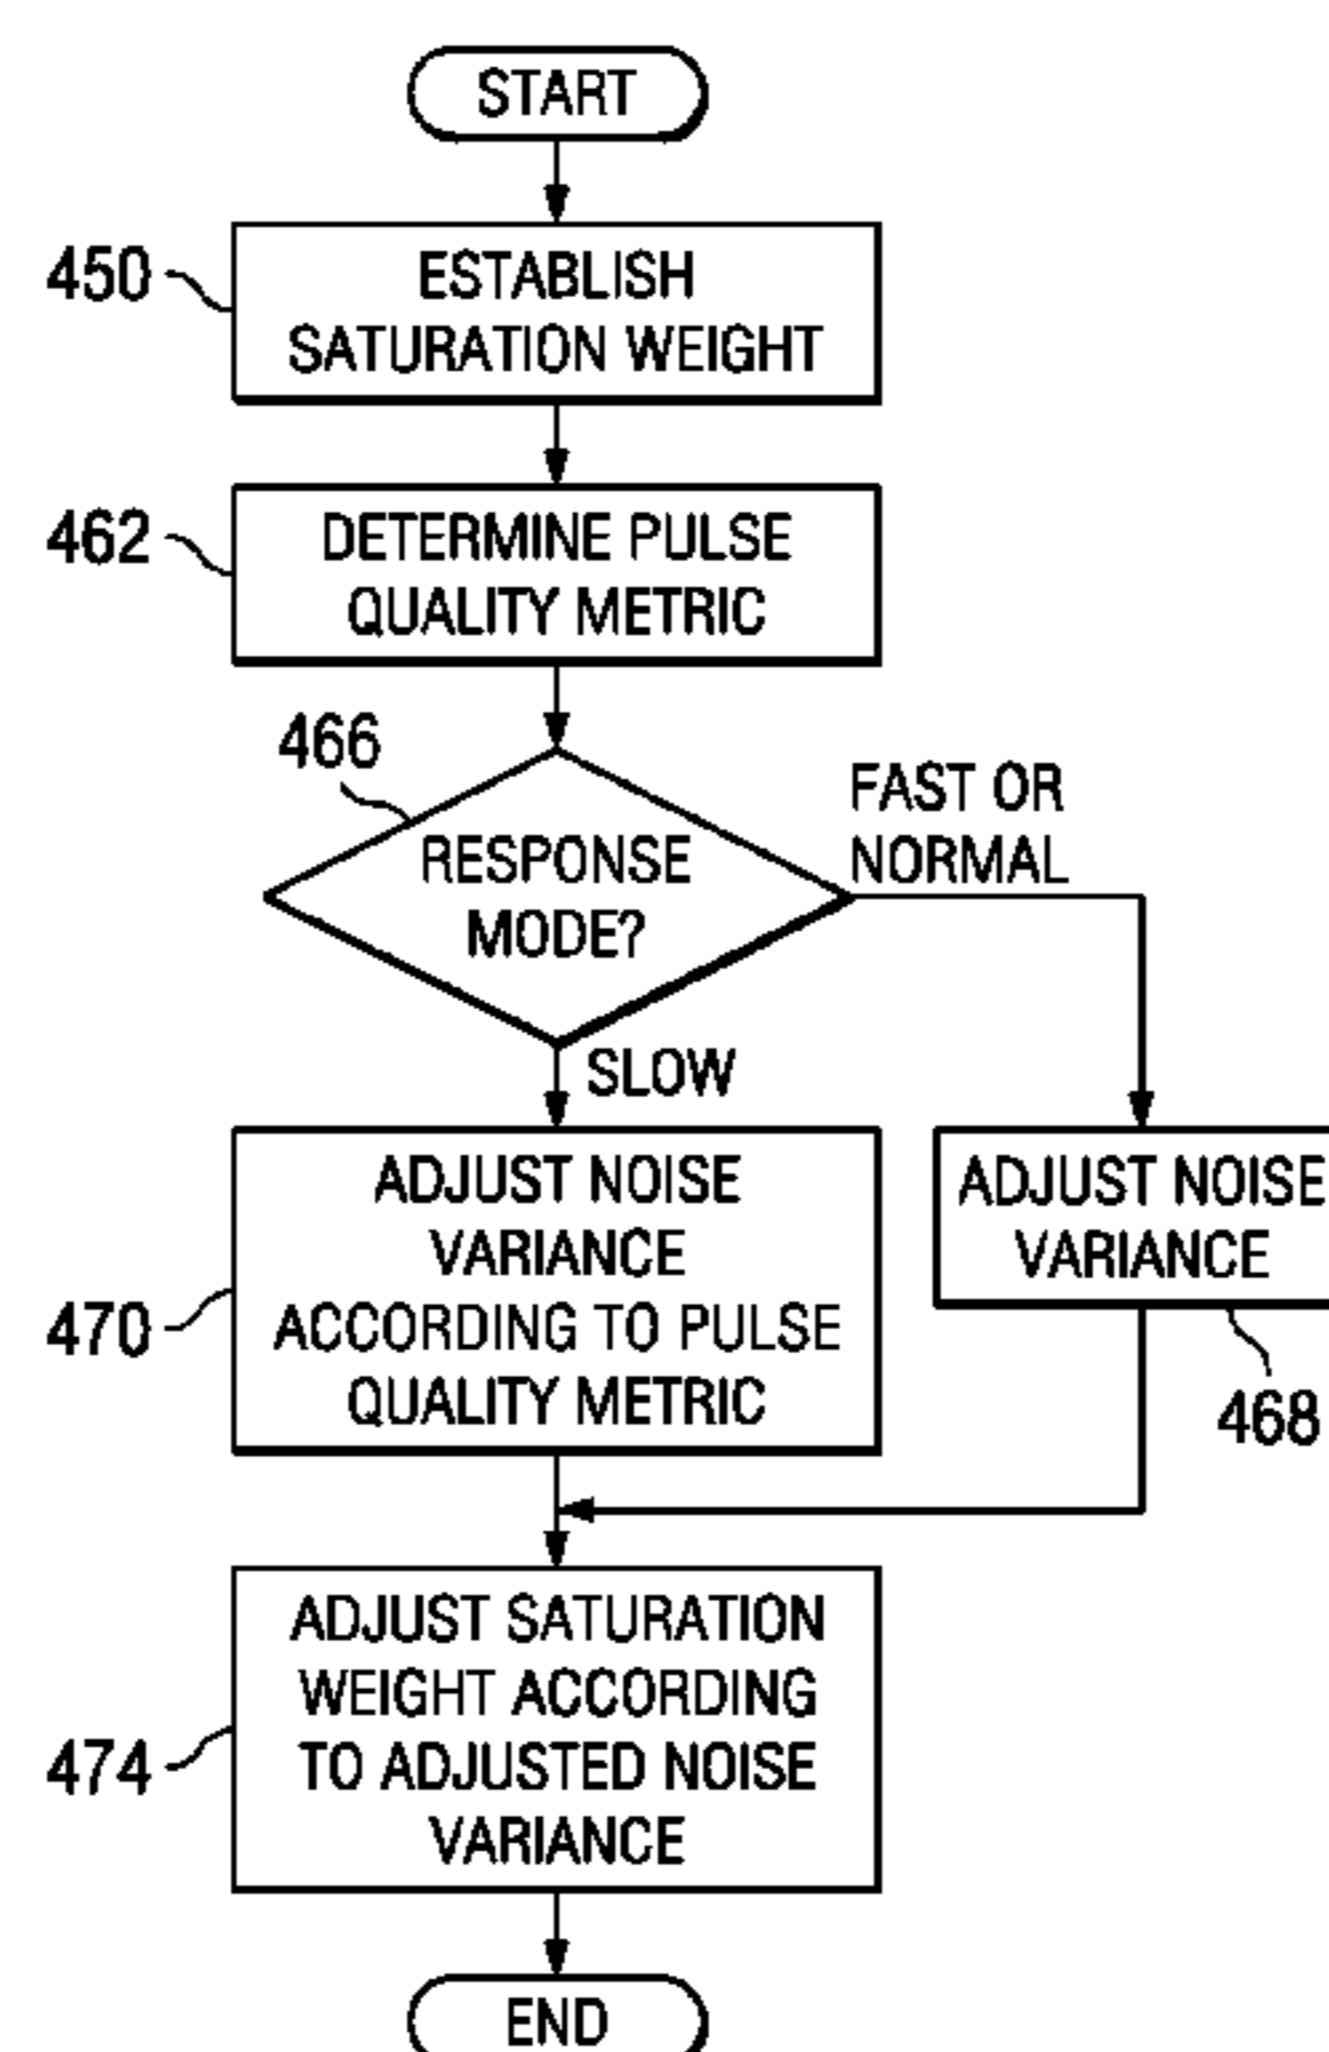 START
450
ESTABLISH
SATURATION WEIGHT
462
DETERMINE PULSE
QUALITY METRIC
466
RESPONSE
MODE?
FAST OR
NORMAL
SLOW
470
ADJUST NOISE
VARIANCE
ACCORDING TO PULSE
QUALITY METRIC
ADJUST NOISE
VARIANCE
468
474
ADJUST SATURATION
WEIGHT ACCORDING
TO ADJUSTED NOISE
VARIANCE
END